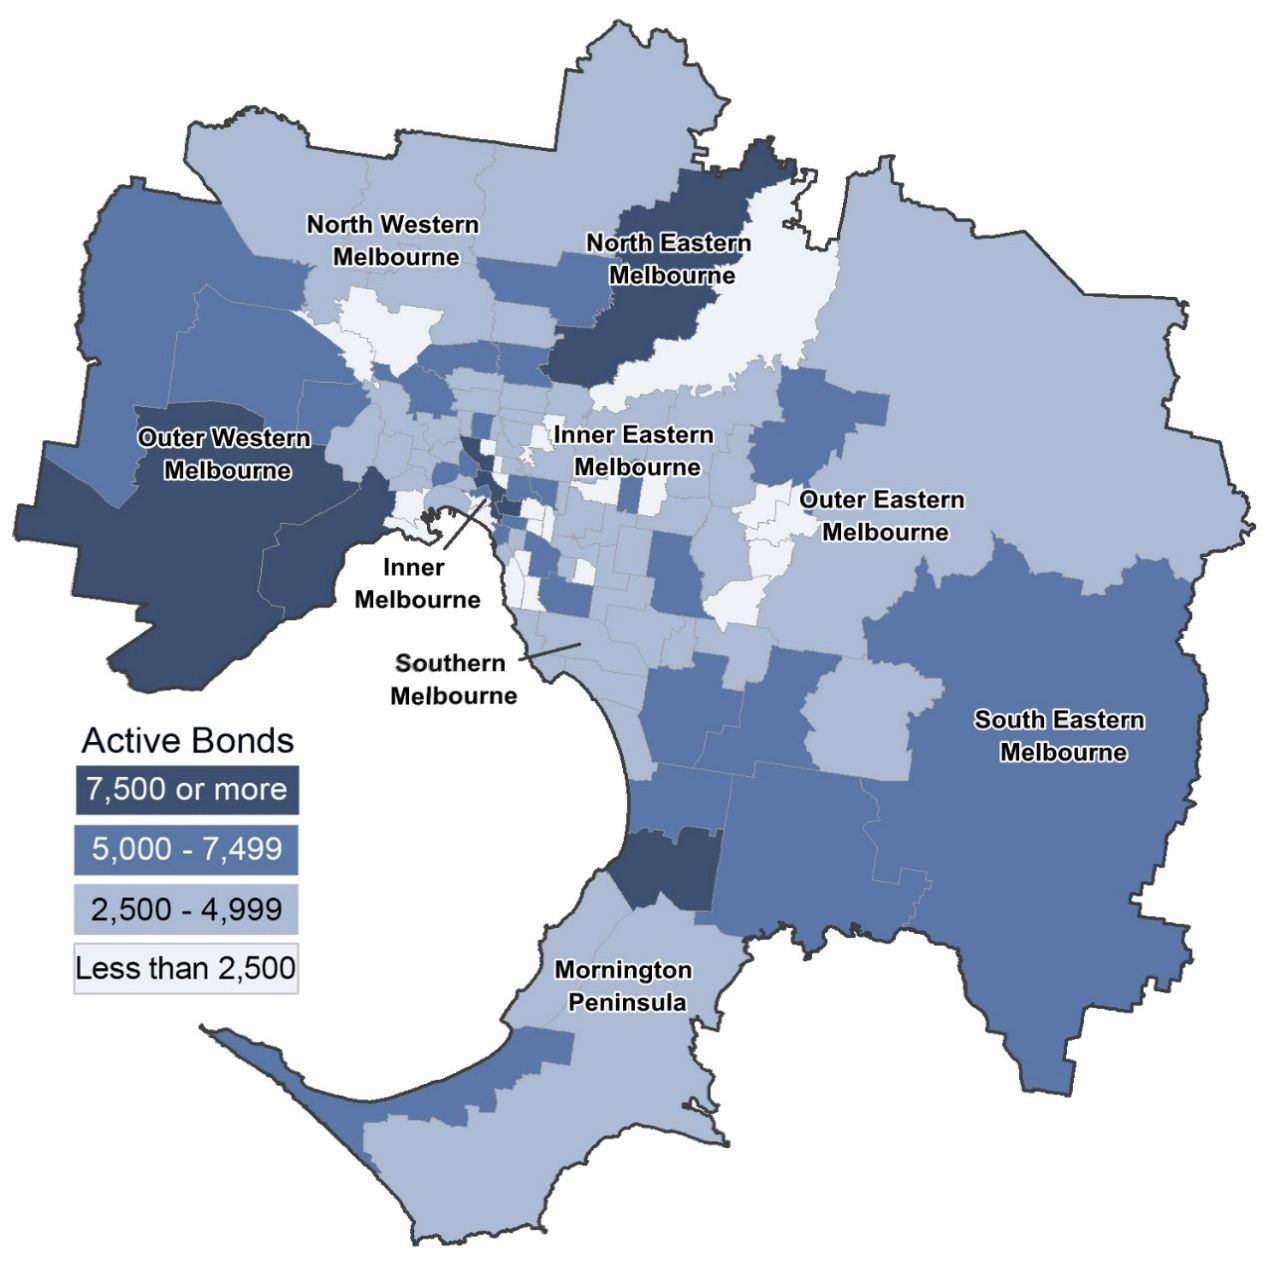 North Western
Melbourne
North Eastern
Melbourne
Outer Western
Melbourne
Inner Eastern
Melbourne
Outer Eastern
Melbourne
Inner
Melbourne
Southern
Melbourne
South Eastern
Melbourne
Active Bonds
7,500 or more
5,000 - 7,499
2,500 - 4,999
Less than 2,500
Mornington
Peninsula